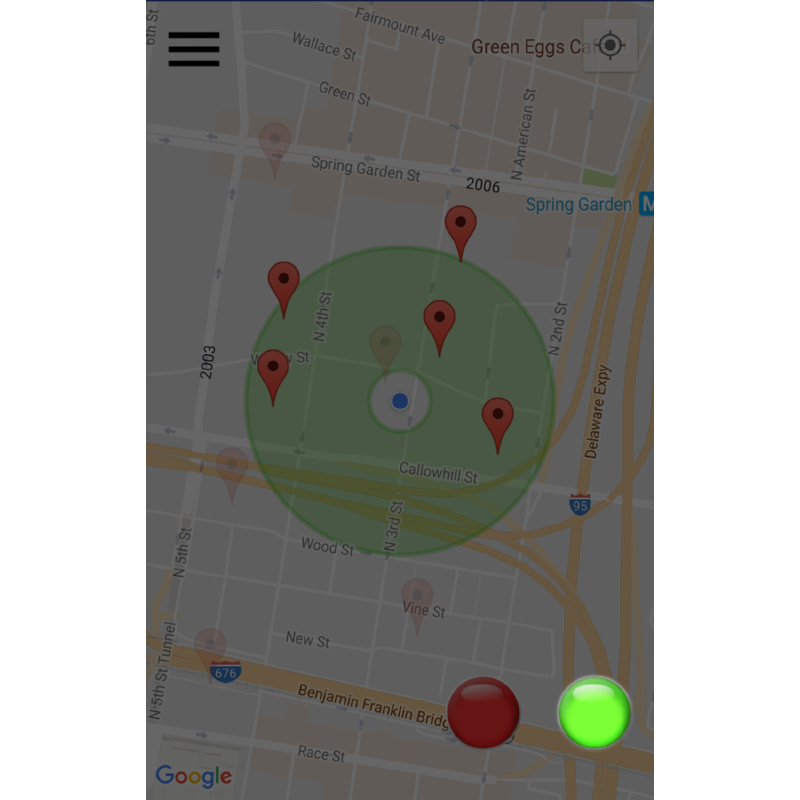 6th St
Fairmount Ave
Wallace St
Green Eggs Ca
Green St
N American St
Spring Garden St
2006
Spring Garden
M
N 4th St
N 2nd St
2003
St
Delaware Expy
Callowhill St
95
N 3rd St
N 5th St
Wood St
Vine St
New St
676
N 5th St Tunnel
Benjamin Franklin Bridg
Race St
Google